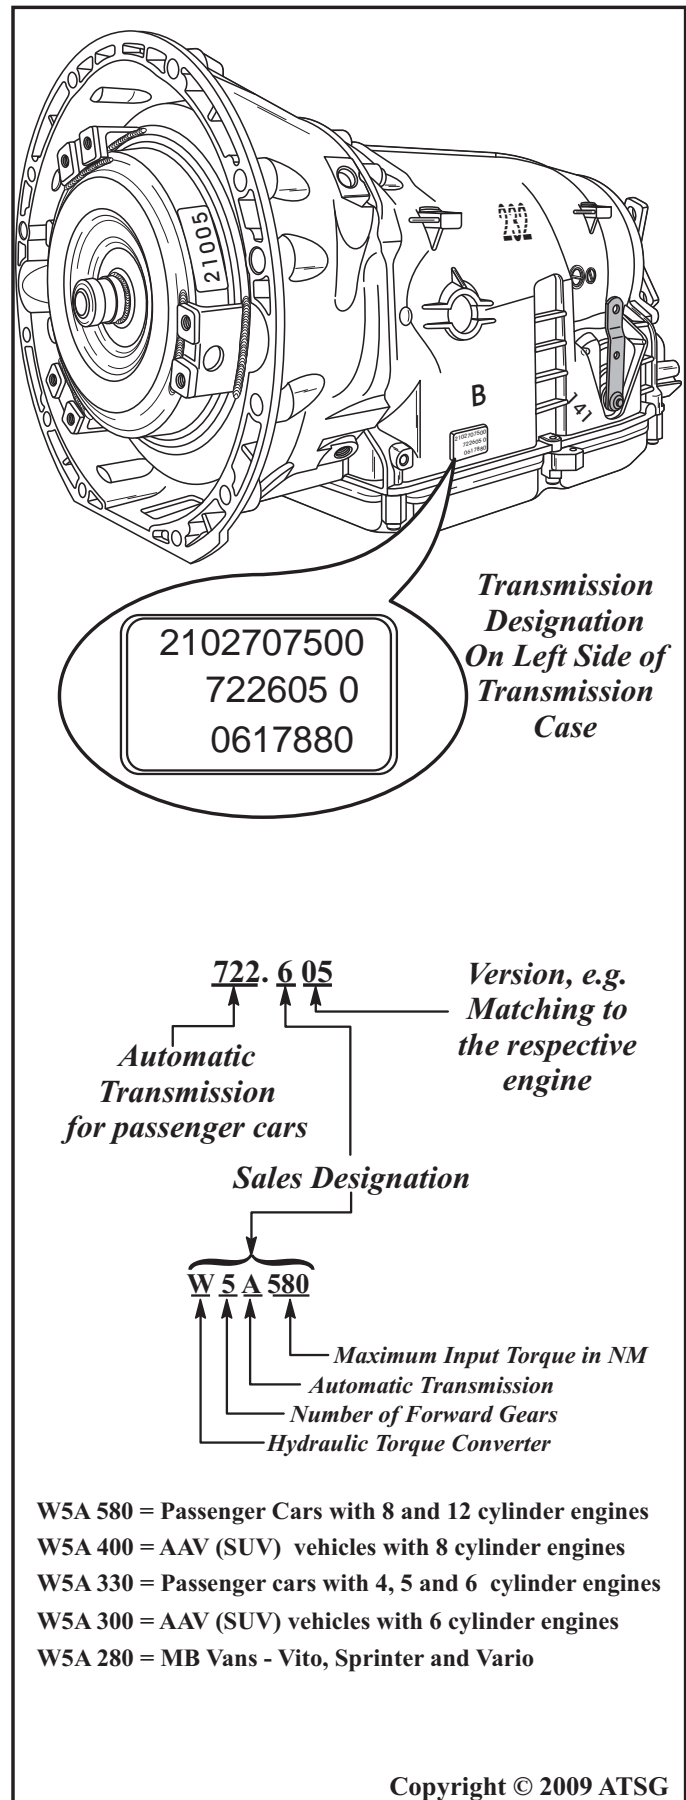 21005
232
B
141
2102707500
722605 0
0617880
2102707500
722605 0
0617880
Transmission
Designation
On Left Side of
Transmission
Case
722. 6 05
Version, e.g.
Matching to
the respective
engine
Automatic
Transmission
for passenger cars
Sales Designation
W 5 A 580
Maximum Input Torque in NM
Automatic Transmission
Number of Forward Gears
Hydraulic Torque Converter
W5A 580 = Passenger Cars with 8 and 12 cylinder engines
W5A 400 = AAV (SUV) vehicles with 8 cylinder engines
W5A 330 = Passenger cars with 4, 5 and 6 cylinder engines
W5A 300 = AAV (SUV) vehicles with 6 cylinder engines
W5A 280 = MB Vans - Vito, Sprinter and Vario
Copyright © 2009 ATSG